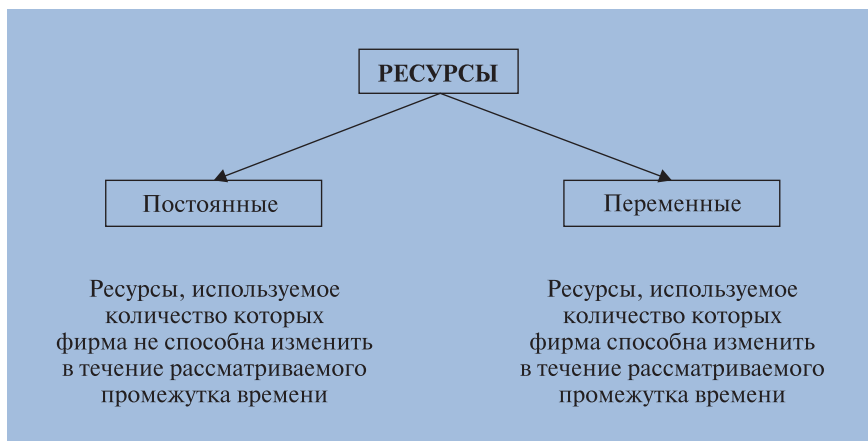 РЕСУРСЫ
Постоянные
Переменные
Ресурсы, используемое
количество которых
фирма не способна изменить
в течение рассматриваемого
промежутка времени
Ресурсы, используемое
количество которых
фирма способна изменить
в течение рассматриваемого
промежутка времени